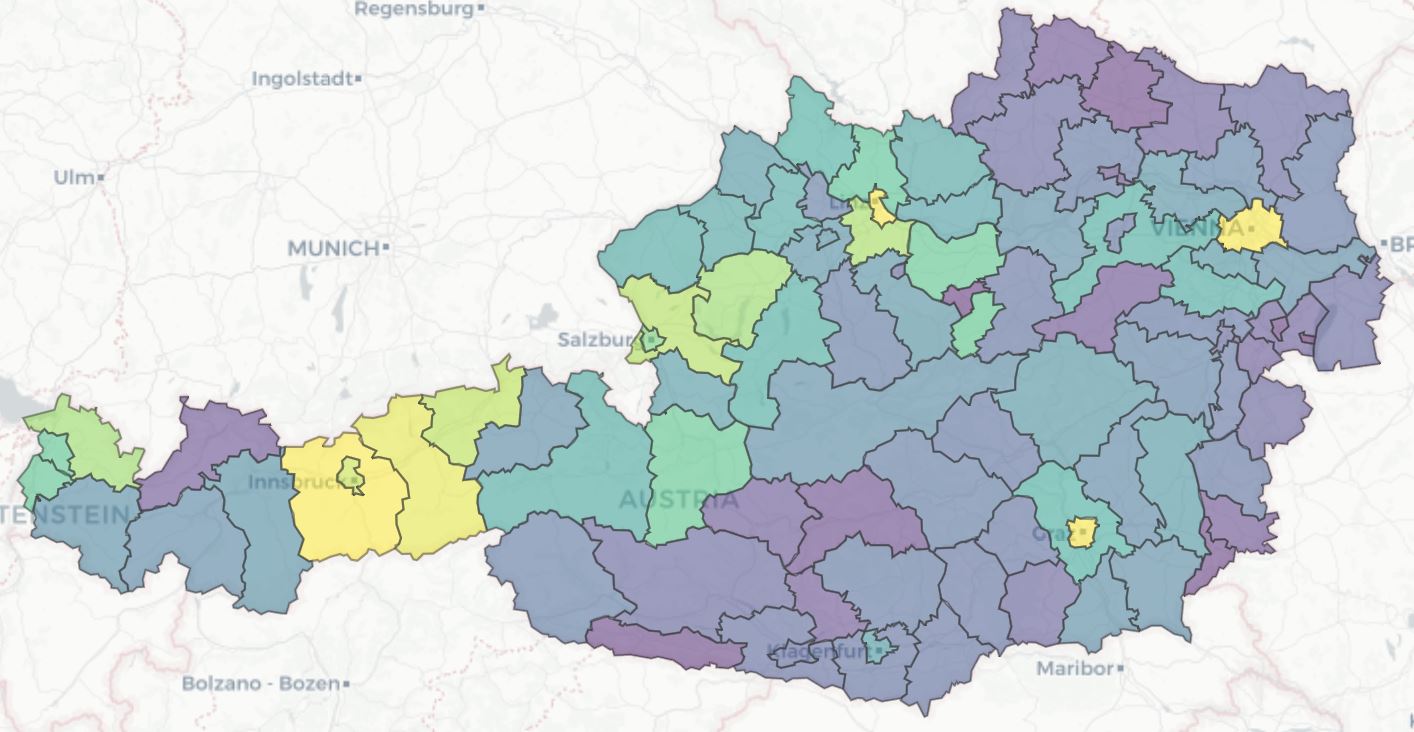 Regensburg
Ingolstadt
Ulm
Linz
VIENNA
MUNICH
BR
Salzburg
Innsbruck
AUSTRIA
TENSTEIN
Graz
Klagenfurt
Maribor
Bolzano - Bozen